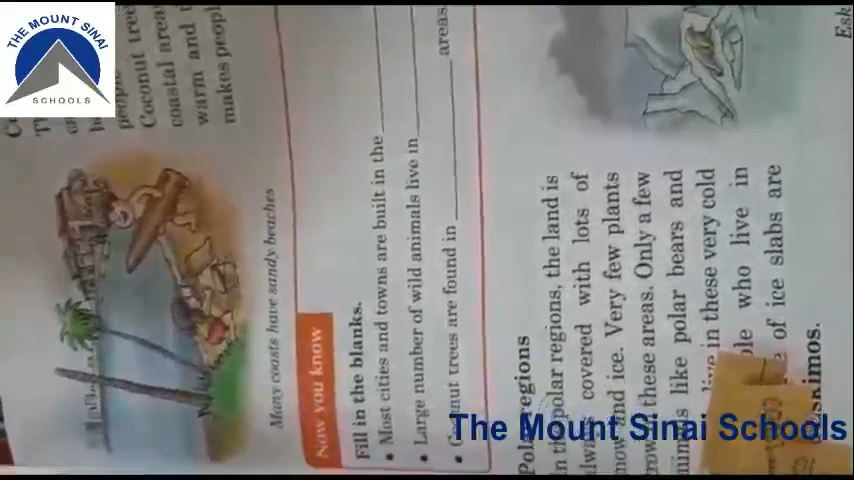 THE MOUNT SINAI
SCHOOLS
people
Coconut tree
coastal area
warm and
makes peopl
Many coasts have sandy beaches
Now you know
Fill in the blanks.
• Most cities and towns are built in the
• Large number of wild animals live in
• nut trees are found in ____ areas
Polar regions
In the polar regions, the land is
covered with lots of
and ice. Very few plants
these areas. Only a few
like polar bears and
live in these very cold
who live in
of ice slabs are
Esk
The Mount Sinai Schools